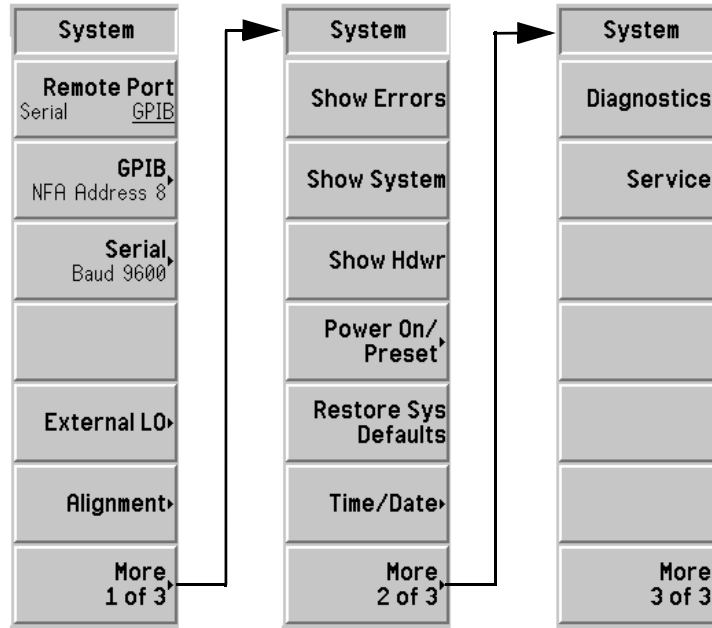 System
Remote Port
Serial GPIB
GPIB
NFA Address 8
Serial
Baud 9600
External LO
Alignment
More
1 of 3
System
Show Errors
Show System
Show Hdwr
Power On/
Preset
Restore Sys
Defaults
Time/Date
More
2 of 3
System
Diagnostics
Service
More
3 of 3